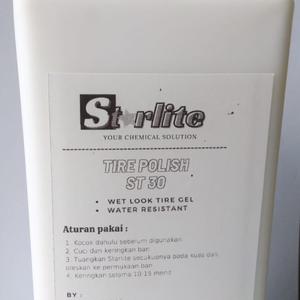 Starlite
YOUR CHEMICAL SOLUTION
TIRE POLISH
ST 30
• WET LOOK TIRE GEL
• WATER RESISTANT
Aturan pakai :
1. Kocok dahulu sebelum digunakan
2. Cuci dan keringkan ban
3. Tuangkan Starlite secukupnya pada kuas dan
oleskan ke permukaan ban
4. Keringkan selama 10-15 menit
BY :